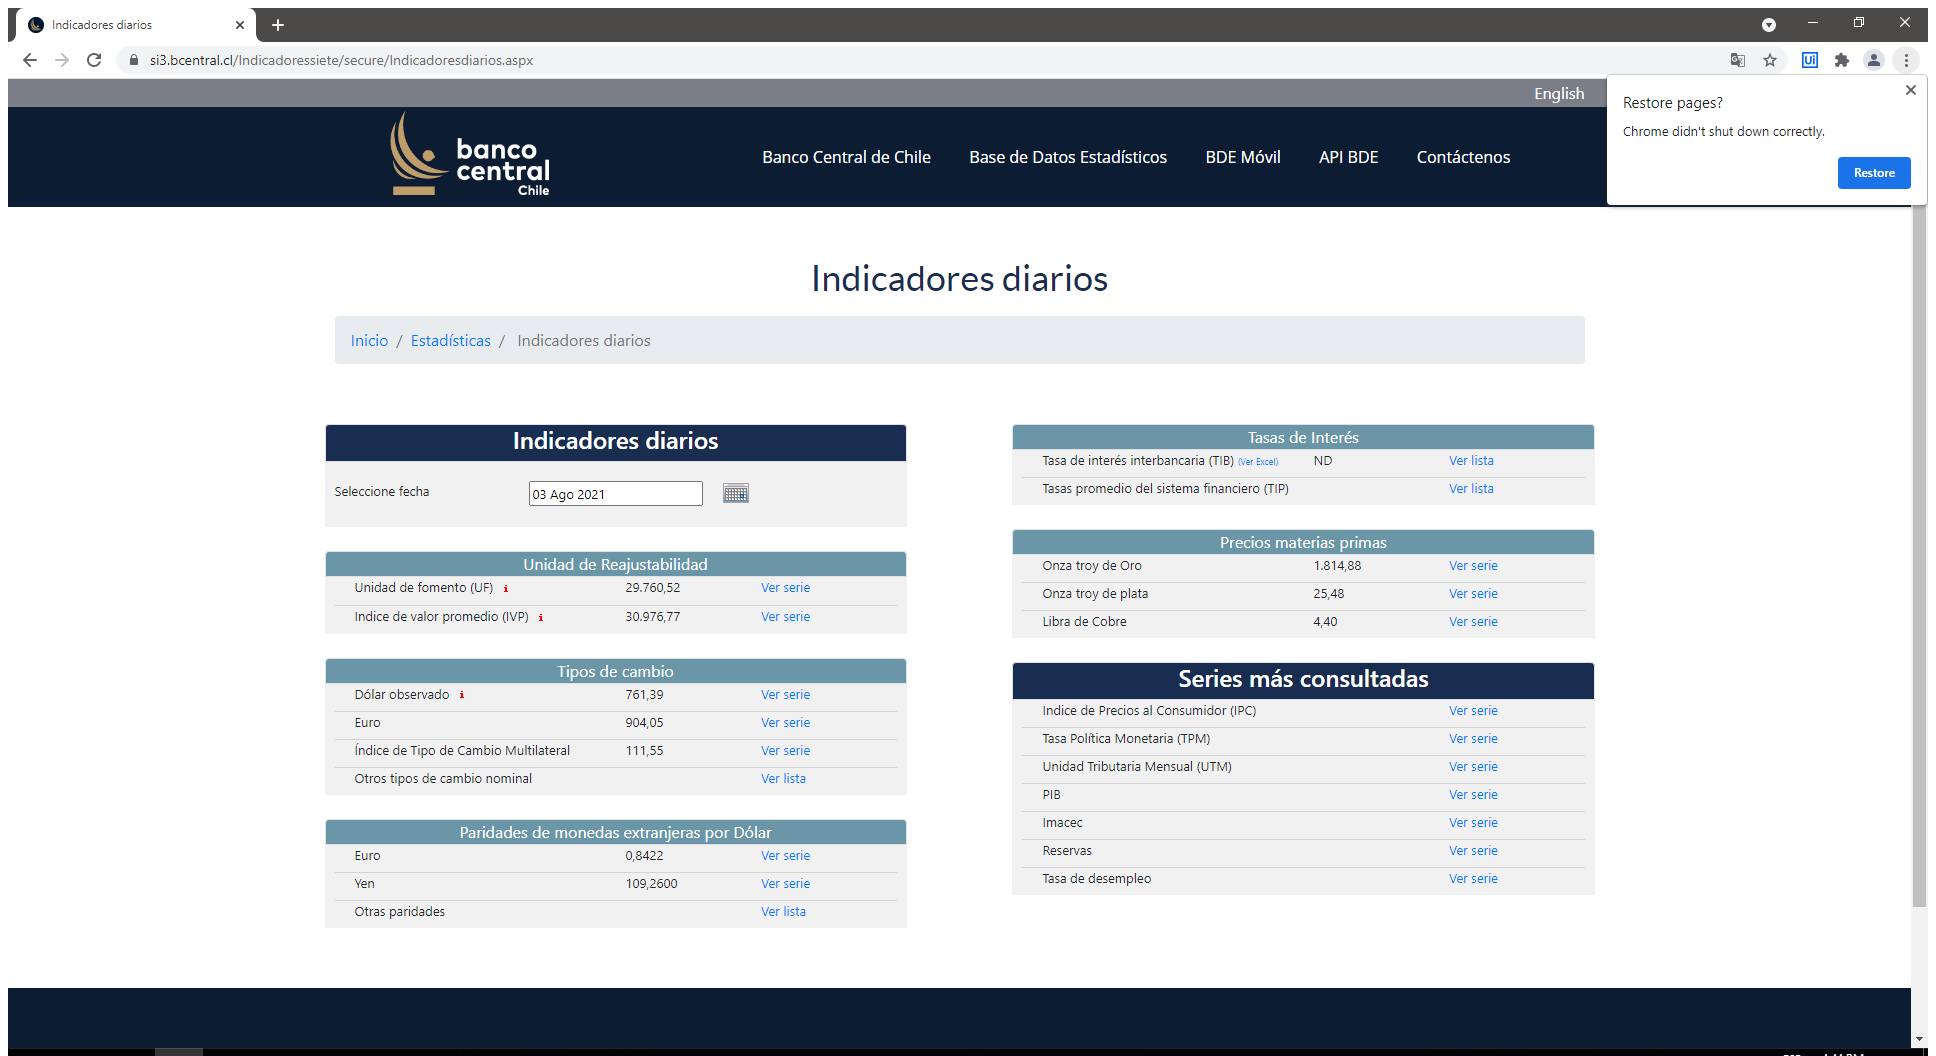 Indicadores diarios
si3.bcentral.cl/Indicadoressiete/secure/Indicadoresdiarios.aspx
Ui
Restore pages?
Chrome didn't shut down correctly.
Restore
English
banco
central
Chile
Banco Central de Chile
Base de Datos Estadísticos
BDE Móvil
API BDE
Contáctenos
Indicadores diarios
Inicio / Estadísticas / Indicadores diarios
Indicadores diarios
Seleccione fecha 03 Ago 2021
Unidad de Reajustabilidad
Unidad de fomento (UF) i 29.760,52 Ver serie
Indice de valor promedio (IVP) i 30.976,77 Ver serie
Tipos de cambio
Dólar observado i 761,39 Ver serie
Euro 904,05 Ver serie
Índice de Tipo de Cambio Multilateral 111,55 Ver serie
Otros tipos de cambio nominal Ver lista
Paridades de monedas extranjeras por Dólar
Euro 0,8422 Ver serie
Yen 109,2600 Ver serie
Otras paridades Ver lista
Tasas de Interés
Tasa de interés interbancaria (TIB) (Ver Excel) ND Ver lista
Tasas promedio del sistema financiero (TIP) Ver lista
Precios materias primas
Onza troy de Oro 1.814,88 Ver serie
Onza troy de plata 25,48 Ver serie
Libra de Cobre 4,40 Ver serie
Series más consultadas
Indice de Precios al Consumidor (IPC) Ver serie
Tasa Política Monetaria (TPM) Ver serie
Unidad Tributaria Mensual (UTM) Ver serie
PIB Ver serie
Imacec Ver serie
Reservas Ver serie
Tasa de desempleo Ver serie